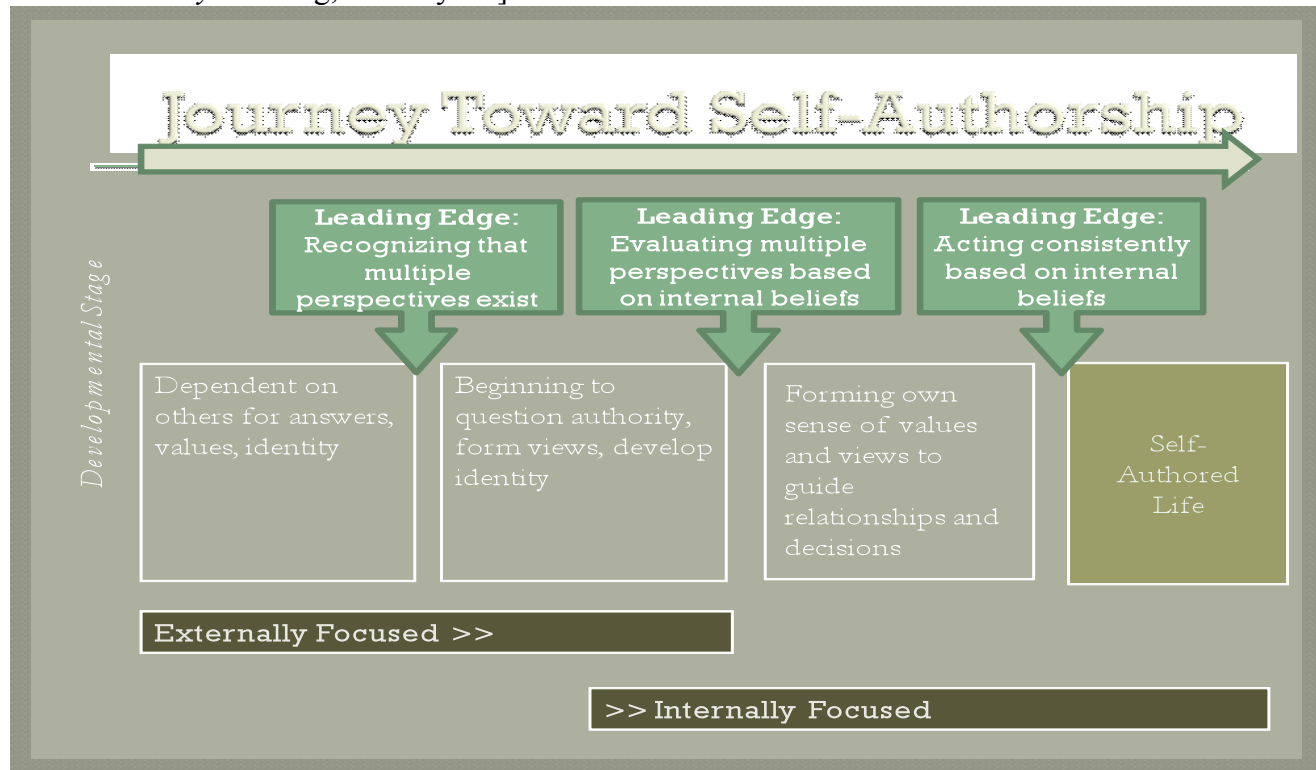 Journey Toward Self-Authorship
Leading Edge:
Recognizing that
multiple
perspectives exist
Leading Edge:
Evaluating multiple
perspectives based
on internal beliefs
Leading Edge:
Acting consistently
based on internal
beliefs
Developmental Stage
Dependent on
others for answers,
values, identity
Beginning to
question authority,
form views, develop
identity
Forming own
sense of values
and views to
guide
relationships and
decisions
Self-
Authored
Life
Externally Focused >>
>> Internally Focused